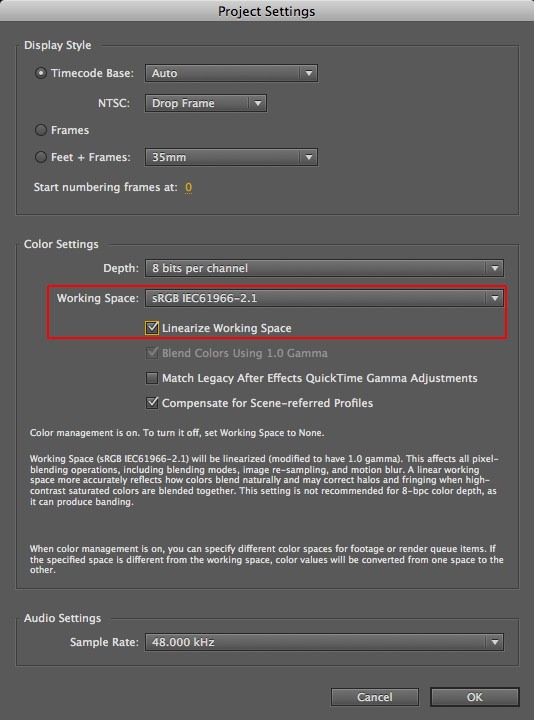 Project Settings
Display Style
Timecode Base: Auto
NTSC: Drop Frame
Frames
Feet + Frames: 35mm
Start numbering frames at: 0
Color Settings
Depth: 8 bits per channel
Working Space: sRGB IEC61966-2.1
Linearize Working Space
Blend Colors Using 1.0 Gamma
Match Legacy After Effects QuickTime Gamma Adjustments
Compensate for Scene-referred Profiles
Color management is on. To turn it off, set Working Space to None.
Working Space (sRGB IEC61966-2.1) will be linearized (modified to have 1.0 gamma). This affects all pixel-
blending operations, including blending modes, image re-sampling, and motion blur. A linear working
space more accurately reflects how colors blend naturally and may correct halos and fringing when high-
contrast saturated colors are blended together. This setting is not recommended for 8-bpc color depth, as
it can produce banding.
When color management is on, you can specify different color spaces for footage or render queue items. If
the specified space is different from the working space, color values will be converted from one space to the
other.
Audio Settings
Sample Rate: 48.000 kHz
Cancel OK